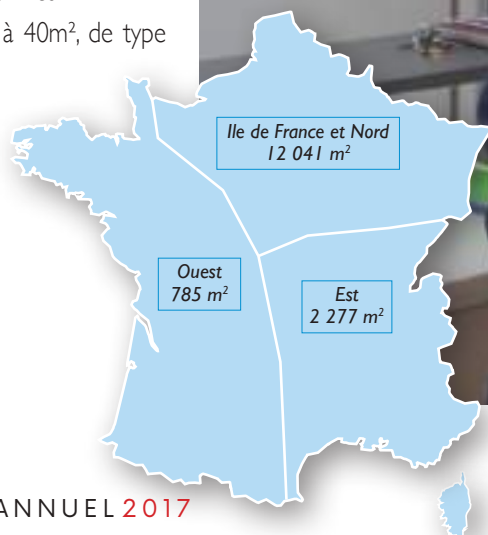 à 40m², de type
Ile de France et Nord
12 041 m²
Ouest
785 m²
Est
2 277 m²
ANNUEL 2017